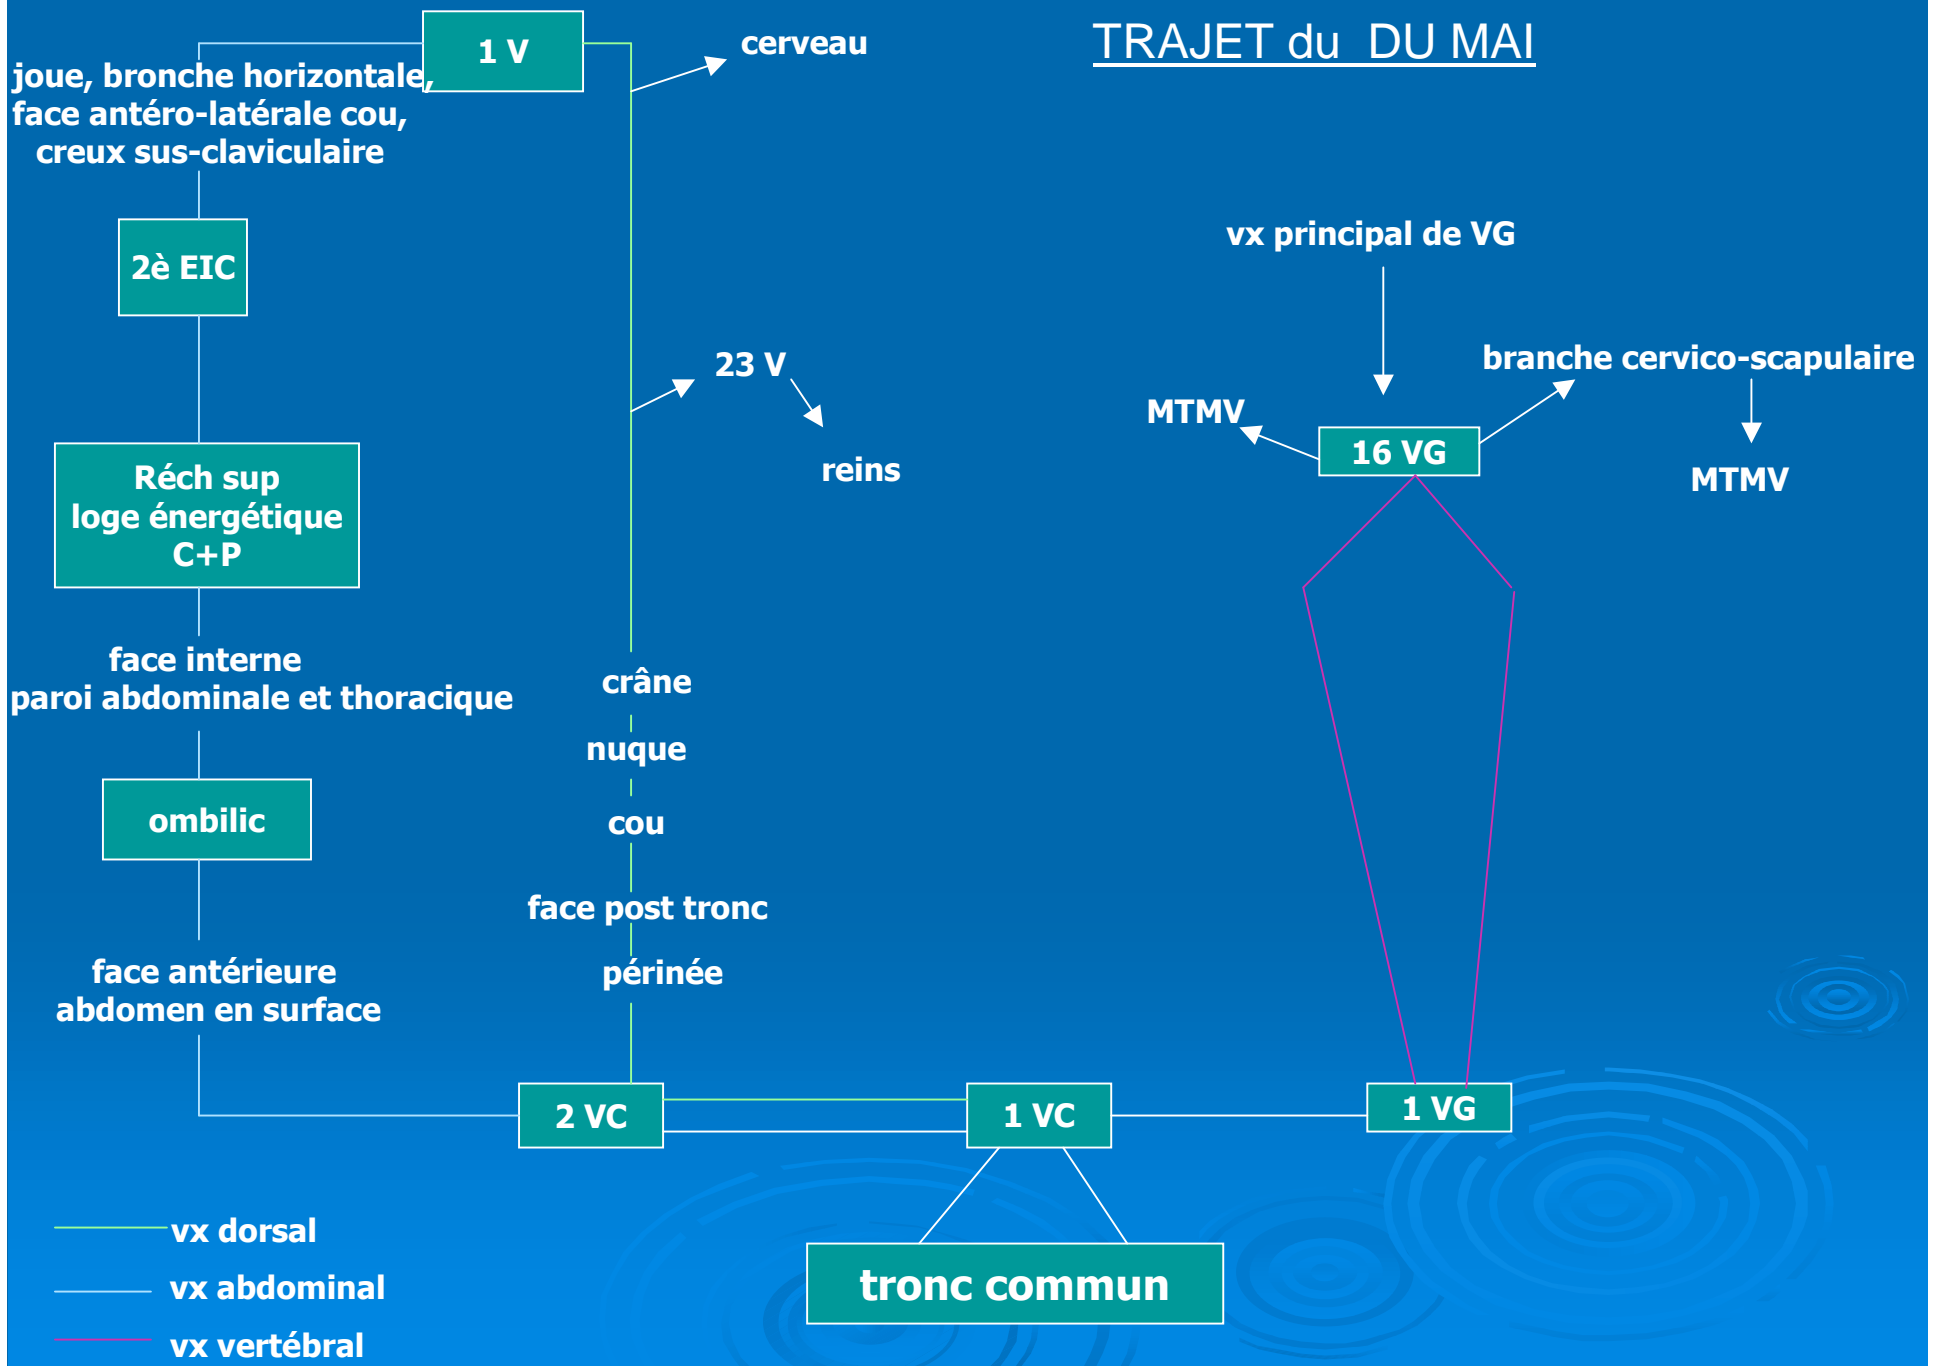 TRAJET du DU MAI
1 V
cerveau
joue, bronche horizontale,
face antéro-latérale cou,
creux sus-claviculaire
2è EIC
Réch sup
loge énergétique
C+P
face interne
paroi abdominale et thoracique
ombilic
face antérieure
abdomen en surface
23 V
reins
crâne
nuque
cou
face post tronc
périnée
vx principal de VG
branche cervico-scapulaire
MTMV
16 VG
MTMV
2 VC
1 VC
1 VG
tronc commun
vx dorsal
vx abdominal
vx vertébral